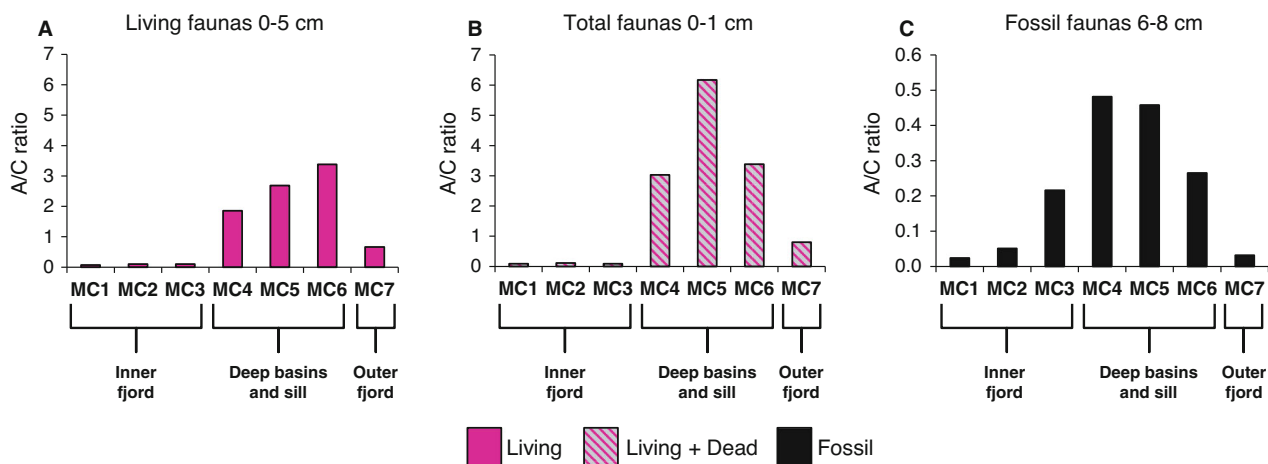 A
Living faunas 0-5 cm
7
6
5
4
3
2
1
0
A/C ratio
MC1 MC2 MC3 MC4 MC5 MC6 MC7
Inner
fjord
Deep basins
and sill
Outer
fjord
B
Total faunas 0-1 cm
7
6
5
4
3
2
1
0
A/C ratio
MC1 MC2 MC3 MC4 MC5 MC6 MC7
Inner
fjord
Deep basins
and sill
Outer
fjord
C
Fossil faunas 6-8 cm
0.6
0.5
0.4
0.3
0.2
0.1
0.0
A/C ratio
MC1 MC2 MC3 MC4 MC5 MC6 MC7
Inner
fjord
Deep basins
and sill
Outer
fjord
Living
Living + Dead
Fossil